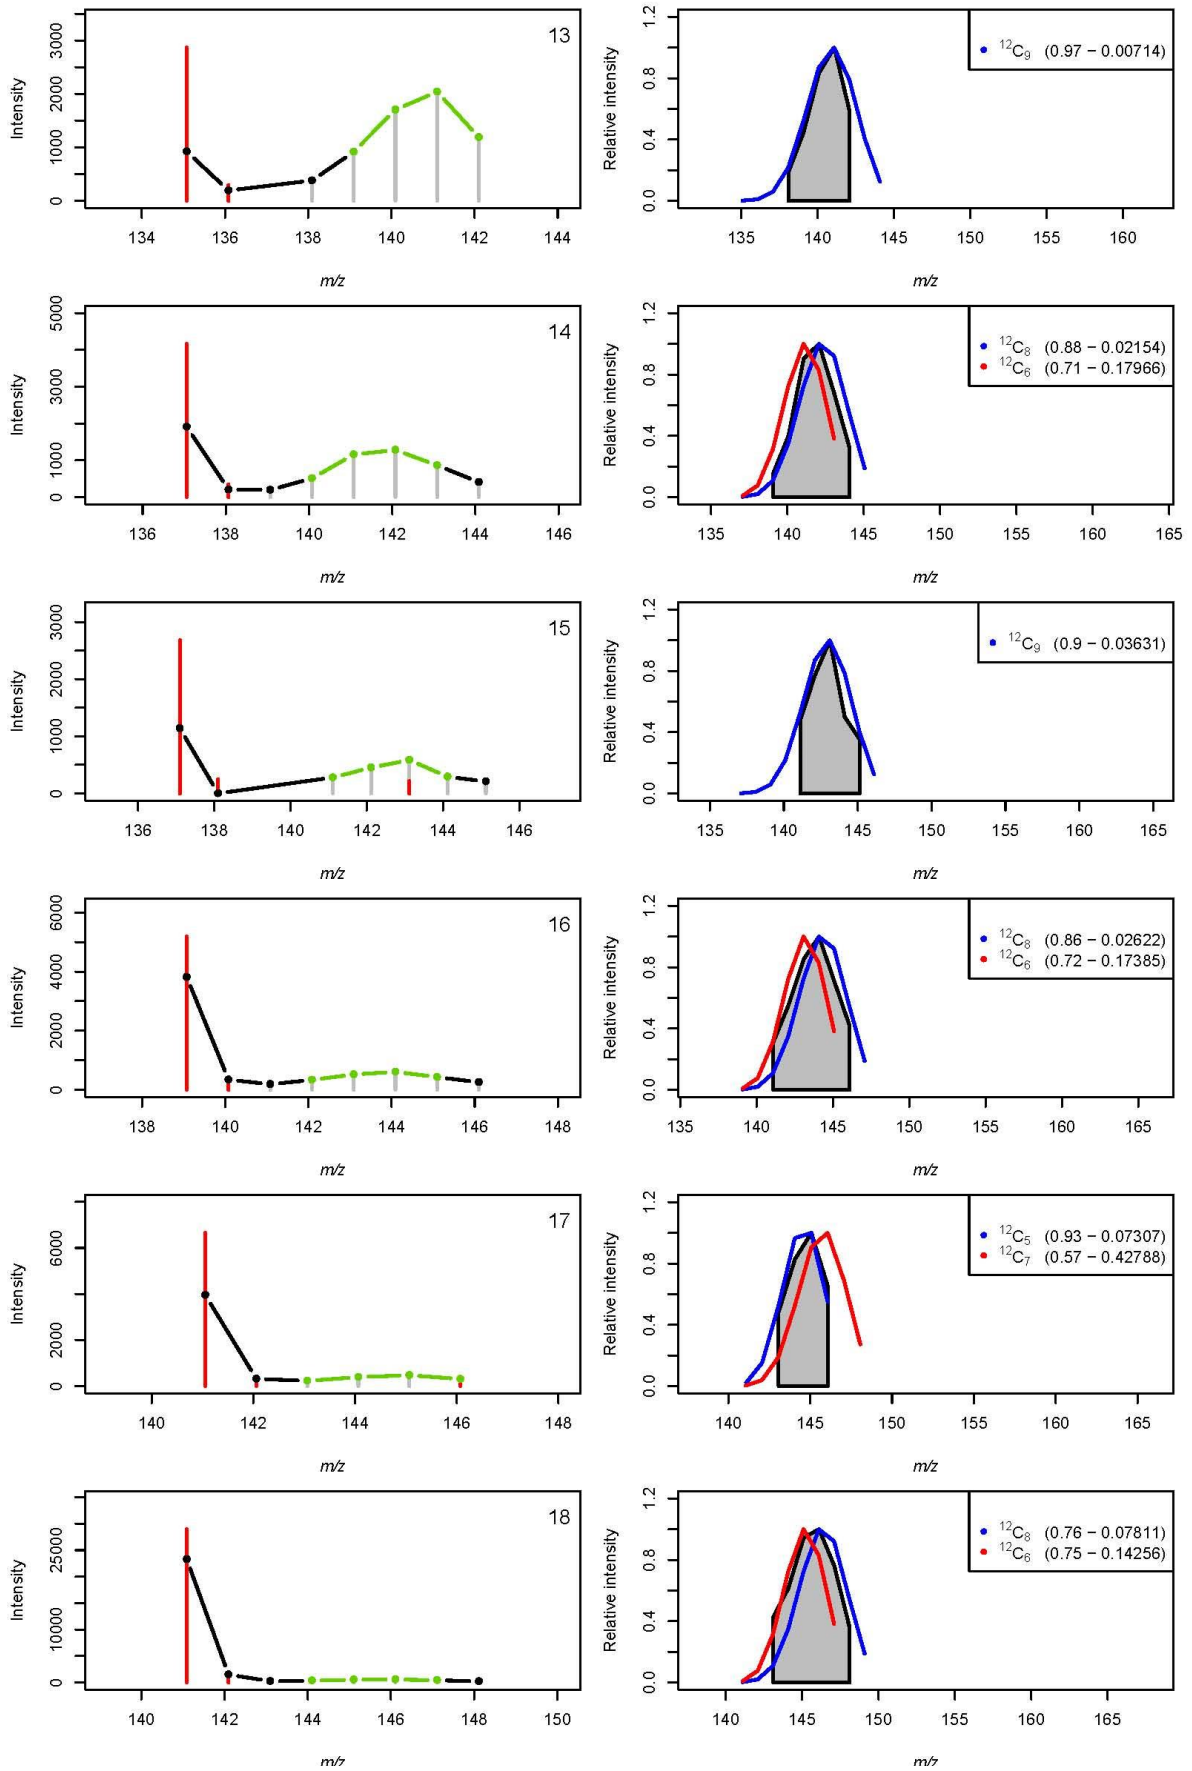 13
Intensity
0 1000 2000 3000
134 136 138 140 142 144
m/z
Relative intensity
0.0 0.4 0.8 1.2
135 140 145 150 155 160
m/z
¹²C₉ (0.97 − 0.00714)
14
Intensity
0 1000 3000 5000
136 138 140 142 144 146
m/z
Relative intensity
0.0 0.4 0.8 1.2
135 140 145 150 155 160 165
m/z
¹²C₈ (0.88 − 0.02154)
¹²C₆ (0.71 − 0.17966)
15
Intensity
0 1000 2000 3000
136 138 140 142 144 146
m/z
Relative intensity
0.0 0.4 0.8 1.2
135 140 145 150 155 160 165
m/z
¹²C₉ (0.9 − 0.03631)
16
Intensity
0 2000 4000 6000
138 140 142 144 146 148
m/z
Relative intensity
0.0 0.4 0.8 1.2
135 140 145 150 155 160 165
m/z
¹²C₈ (0.86 − 0.02622)
¹²C₆ (0.72 − 0.17385)
17
Intensity
0 2000 6000
140 142 144 146 148
m/z
Relative intensity
0.0 0.4 0.8 1.2
140 145 150 155 160 165
m/z
¹²C₅ (0.93 − 0.07307)
¹²C₇ (0.57 − 0.42788)
18
Intensity
0 10000 25000
140 142 144 146 148 150
m/z
Relative intensity
0.0 0.4 0.8 1.2
140 145 150 155 160 165
m/z
¹²C₈ (0.76 − 0.07811)
¹²C₆ (0.75 − 0.14256)